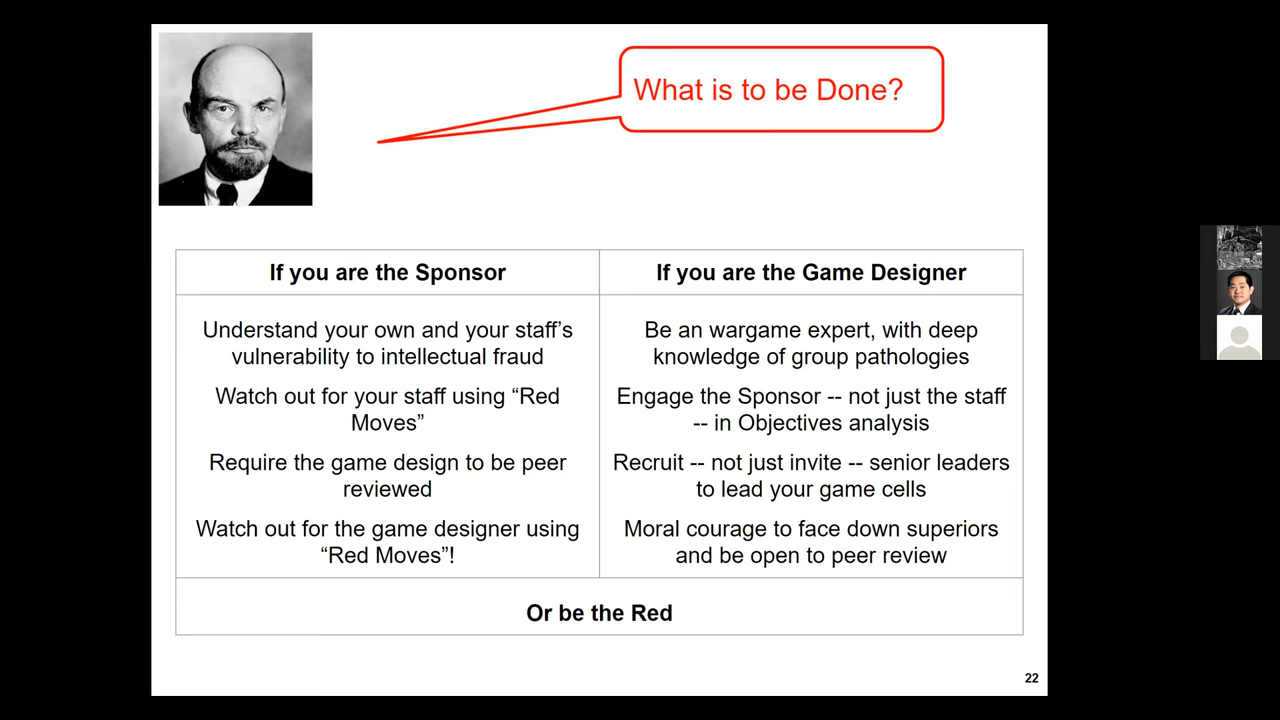 What is to be Done?
If you are the Sponsor
If you are the Game Designer
Understand your own and your staff's
vulnerability to intellectual fraud
Watch out for your staff using “Red
Moves”
Require the game design to be peer
reviewed
Watch out for the game designer using
“Red Moves”!
Be an wargame expert, with deep
knowledge of group pathologies
Engage the Sponsor -- not just the staff
-- in Objectives analysis
Recruit -- not just invite -- senior leaders
to lead your game cells
Moral courage to face down superiors
and be open to peer review
Or be the Red
22